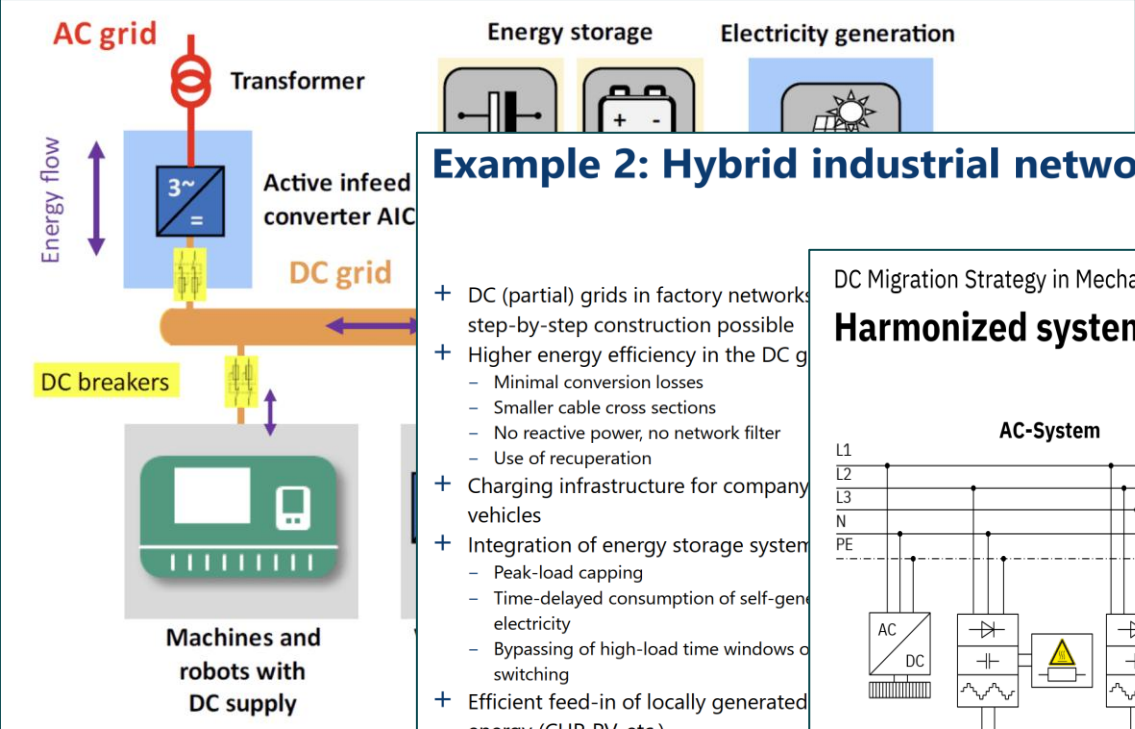 AC grid
Transformer
Energy flow
3~
=
Active infeed
converter AIC
DC grid
DC breakers
Machines and
robots with
DC supply
Energy storage
+ -
Electricity generation
Example 2: Hybrid industrial netwo
+ DC (partial) grids in factory networks
step-by-step construction possible
+ Higher energy efficiency in the DC g
– Minimal conversion losses
– Smaller cable cross sections
– No reactive power, no network filter
– Use of recuperation
+ Charging infrastructure for company
vehicles
+ Integration of energy storage system
– Peak-load capping
– Time-delayed consumption of self-gene
electricity
– Bypassing of high-load time windows o
switching
+ Efficient feed-in of locally generated
DC Migration Strategy in Mecha
Harmonized system
AC-System
L1
L2
L3
N
PE
AC
DC